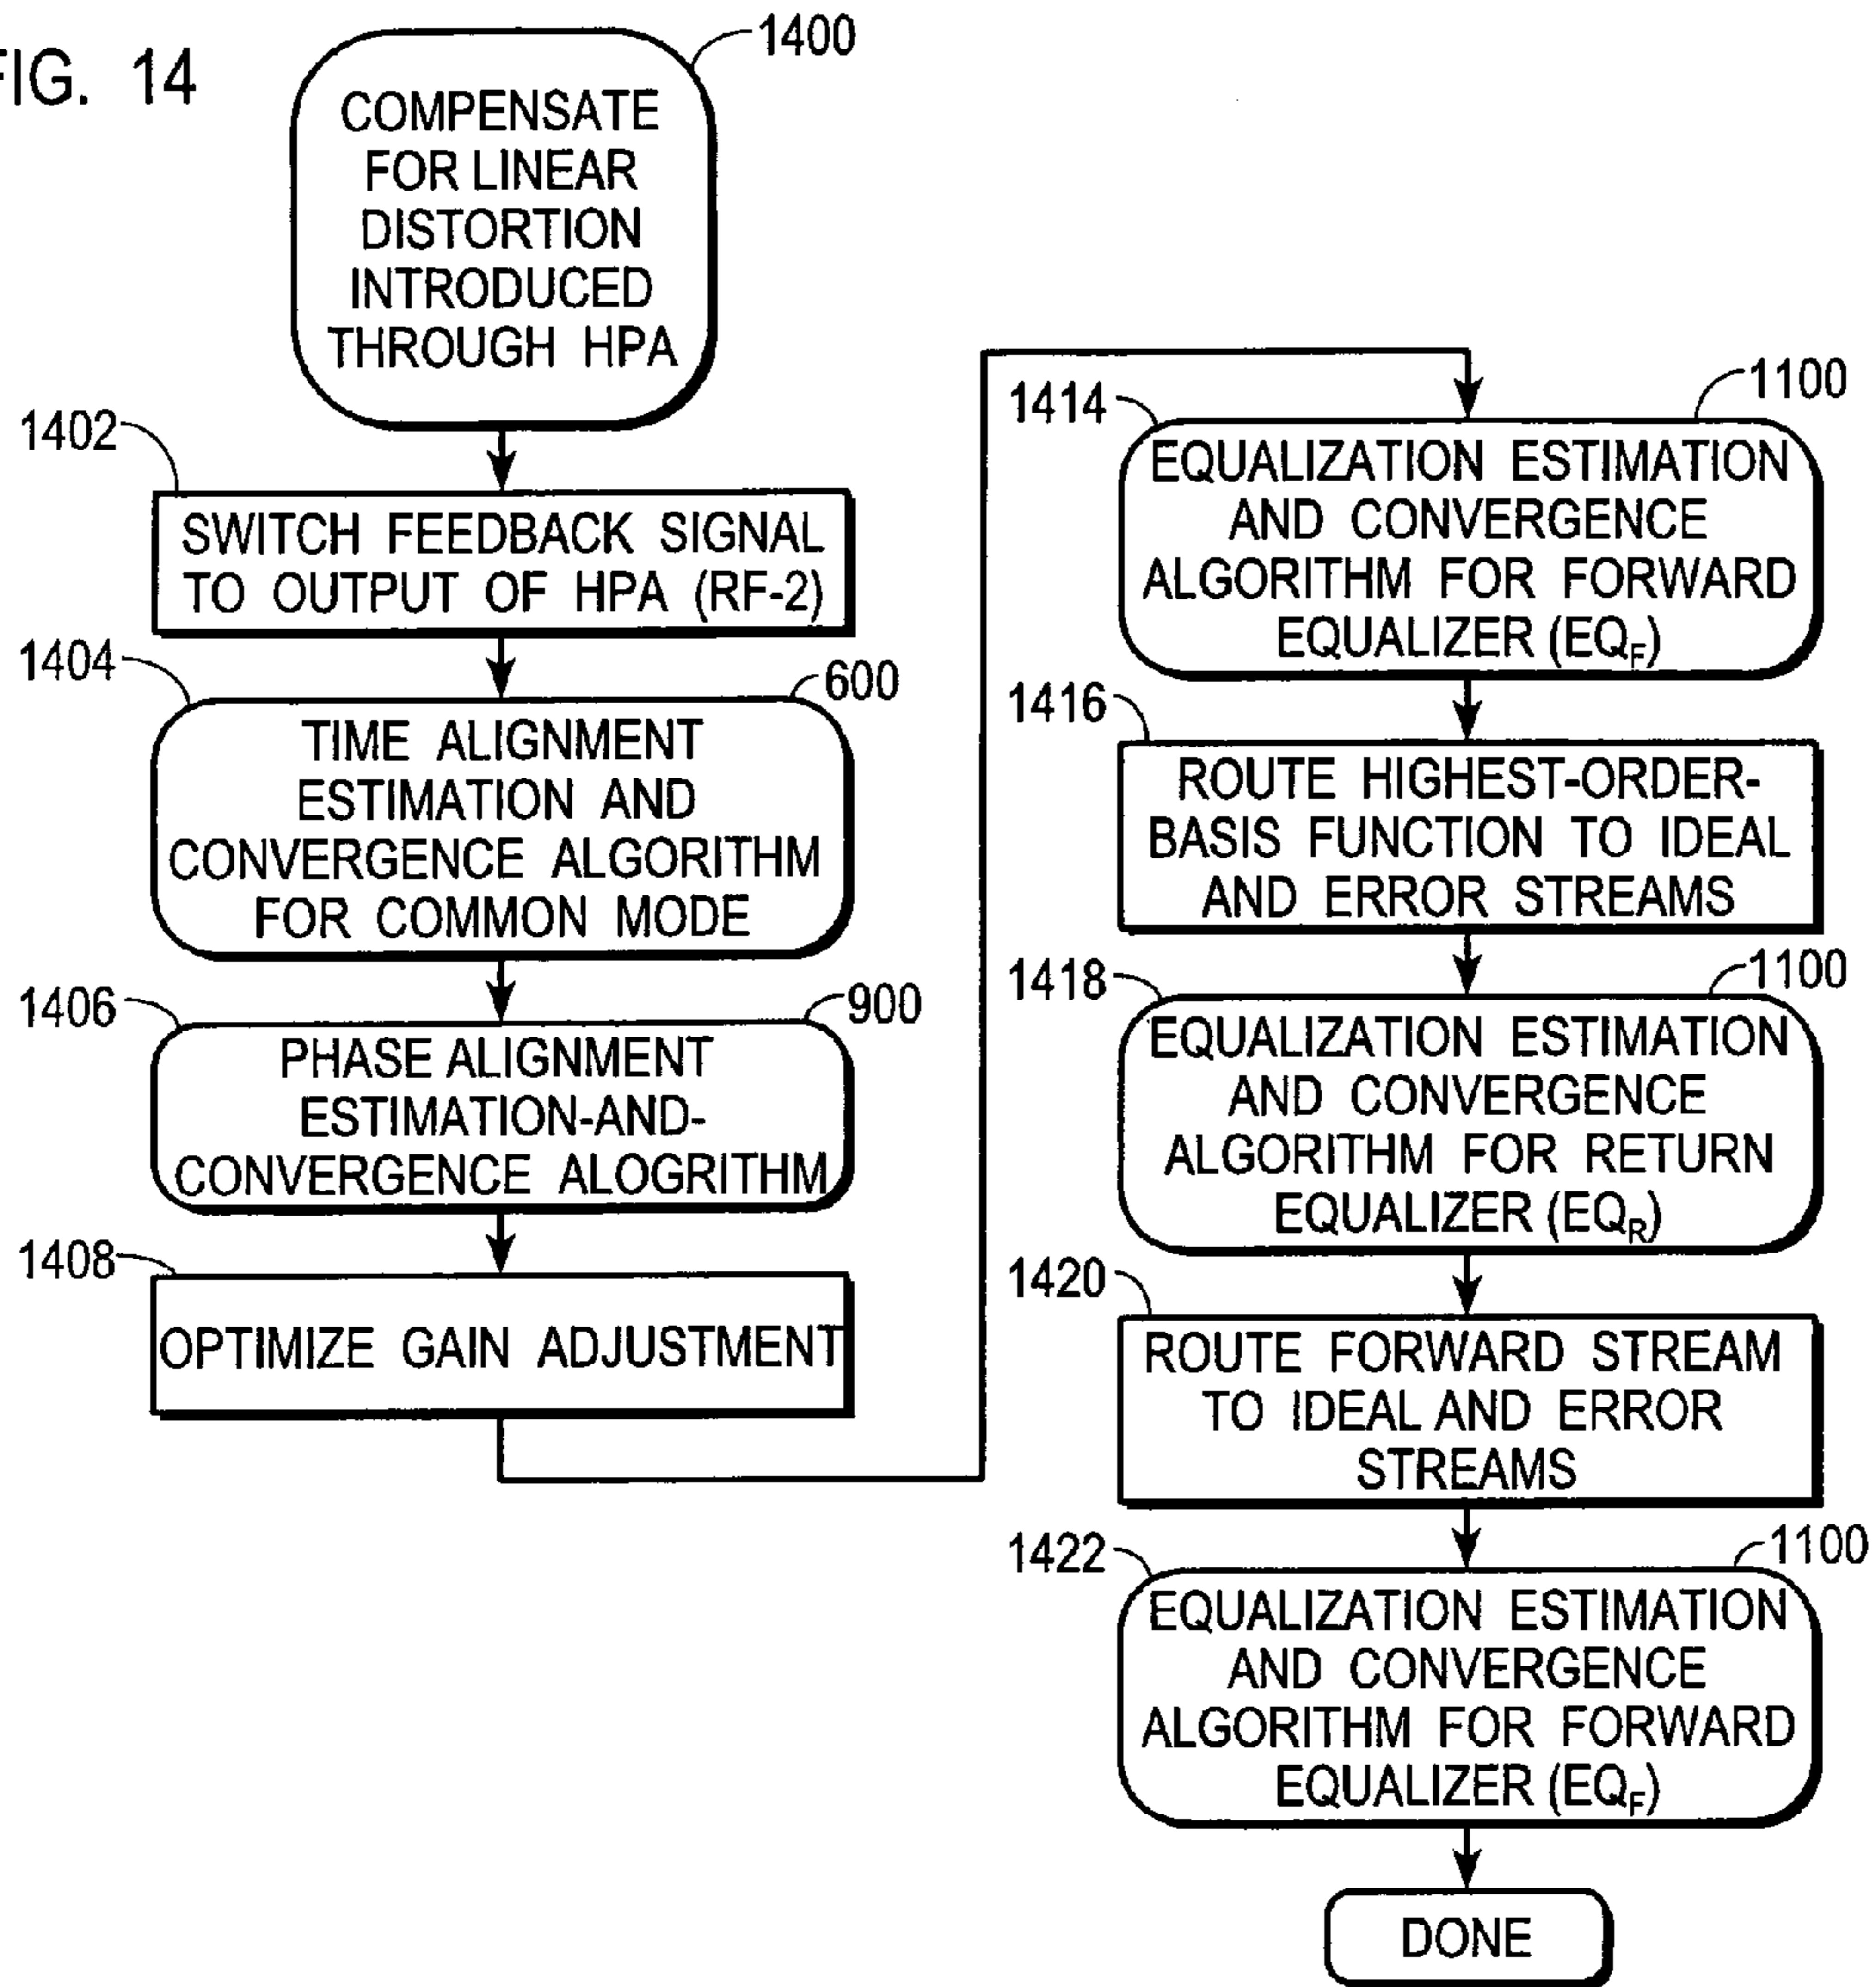 FIG. 14
1400
COMPENSATE
FOR LINEAR
DISTORTION
INTRODUCED
THROUGH HPA
1402
SWITCH FEEDBACK SIGNAL
TO OUTPUT OF HPA (RF-2)
1404
600
TIME ALIGNMENT
ESTIMATION AND
CONVERGENCE ALGORITHM
FOR COMMON MODE
1406
900
PHASE ALIGNMENT
ESTIMATION-AND-
CONVERGENCE ALOGRITHM
1408
OPTIMIZE GAIN ADJUSTMENT
1414
1100
EQUALIZATION ESTIMATION
AND CONVERGENCE
ALGORITHM FOR FORWARD
EQUALIZER (EQF)
1416
ROUTE HIGHEST-ORDER-
BASIS FUNCTION TO IDEAL
AND ERROR STREAMS
1418
1100
EQUALIZATION ESTIMATION
AND CONVERGENCE
ALGORITHM FOR RETURN
EQUALIZER (EQR)
1420
ROUTE FORWARD STREAM
TO IDEAL AND ERROR
STREAMS
1422
1100
EQUALIZATION ESTIMATION
AND CONVERGENCE
ALGORITHM FOR FORWARD
EQUALIZER (EQF)
DONE